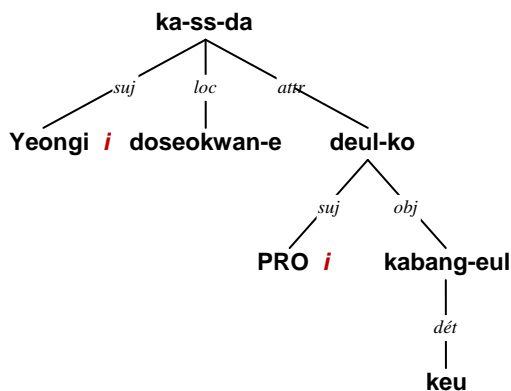 ka-ss-da
suj loc attr
Yeongi i doseokwan-e deul-ko
suj obj
PRO i kabang-eul
dét
keu